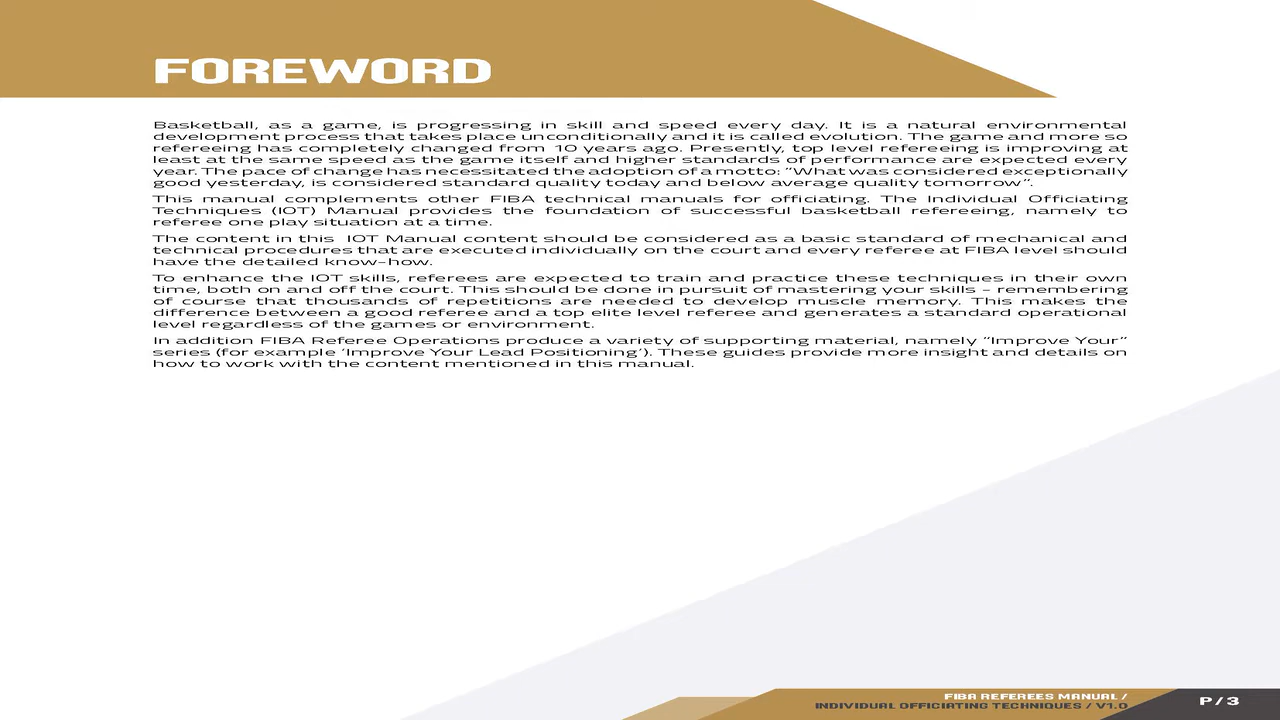 FOREWORD
Basketball, as a game, is progressing in skill and speed every day. It is a natural environmental
development process that takes place unconditionally and it is called evolution. The game and more so
refereeing has completely changed from 10 years ago. Presently, top level refereeing is improving at
least at the same speed as the game itself and higher standards of performance are expected every
year. The pace of change has necessitated the adoption of a motto: “What was considered exceptionally
good yesterday, is considered standard quality today and below average quality tomorrow”.
This manual complements other FIBA technical manuals for officiating. The Individual Officiating
Techniques (IOT) Manual provides the foundation of successful basketball refereeing, namely to
referee one play situation at a time.
The content in this IOT Manual content should be considered as a basic standard of mechanical and
technical procedures that are executed individually on the court and every referee at FIBA level should
have the detailed know-how.
To enhance the IOT skills, referees are expected to train and practice these techniques in their own
time, both on and off the court. This should be done in pursuit of mastering your skills - remembering
of course that thousands of repetitions are needed to develop muscle memory. This makes the
difference between a good referee and a top elite level referee and generates a standard operational
level regardless of the games or environment.
In addition FIBA Referee Operations produce a variety of supporting material, namely “Improve Your”
series (for example ‘Improve Your Lead Positioning’). These guides provide more insight and details on
how to work with the content mentioned in this manual.
FIBA REFEREES MANUAL /
INDIVIDUAL OFFICIATING TECHNIQUES / V1.0
P / 3